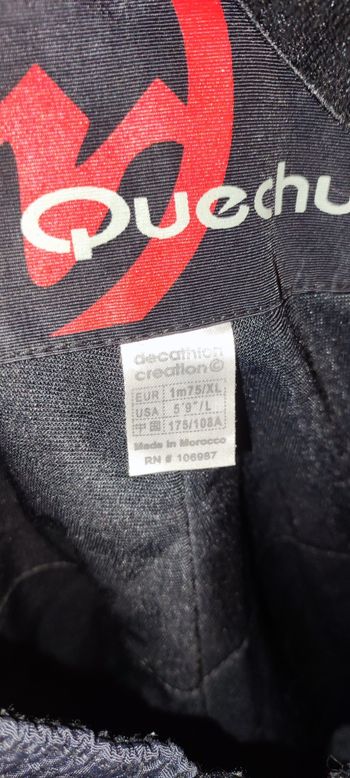 Quechu
decathlon
creation©
EUR 1m75/XL
USA 5'9"/L
中国 175/108A
Made in Morocco
RN # 106987